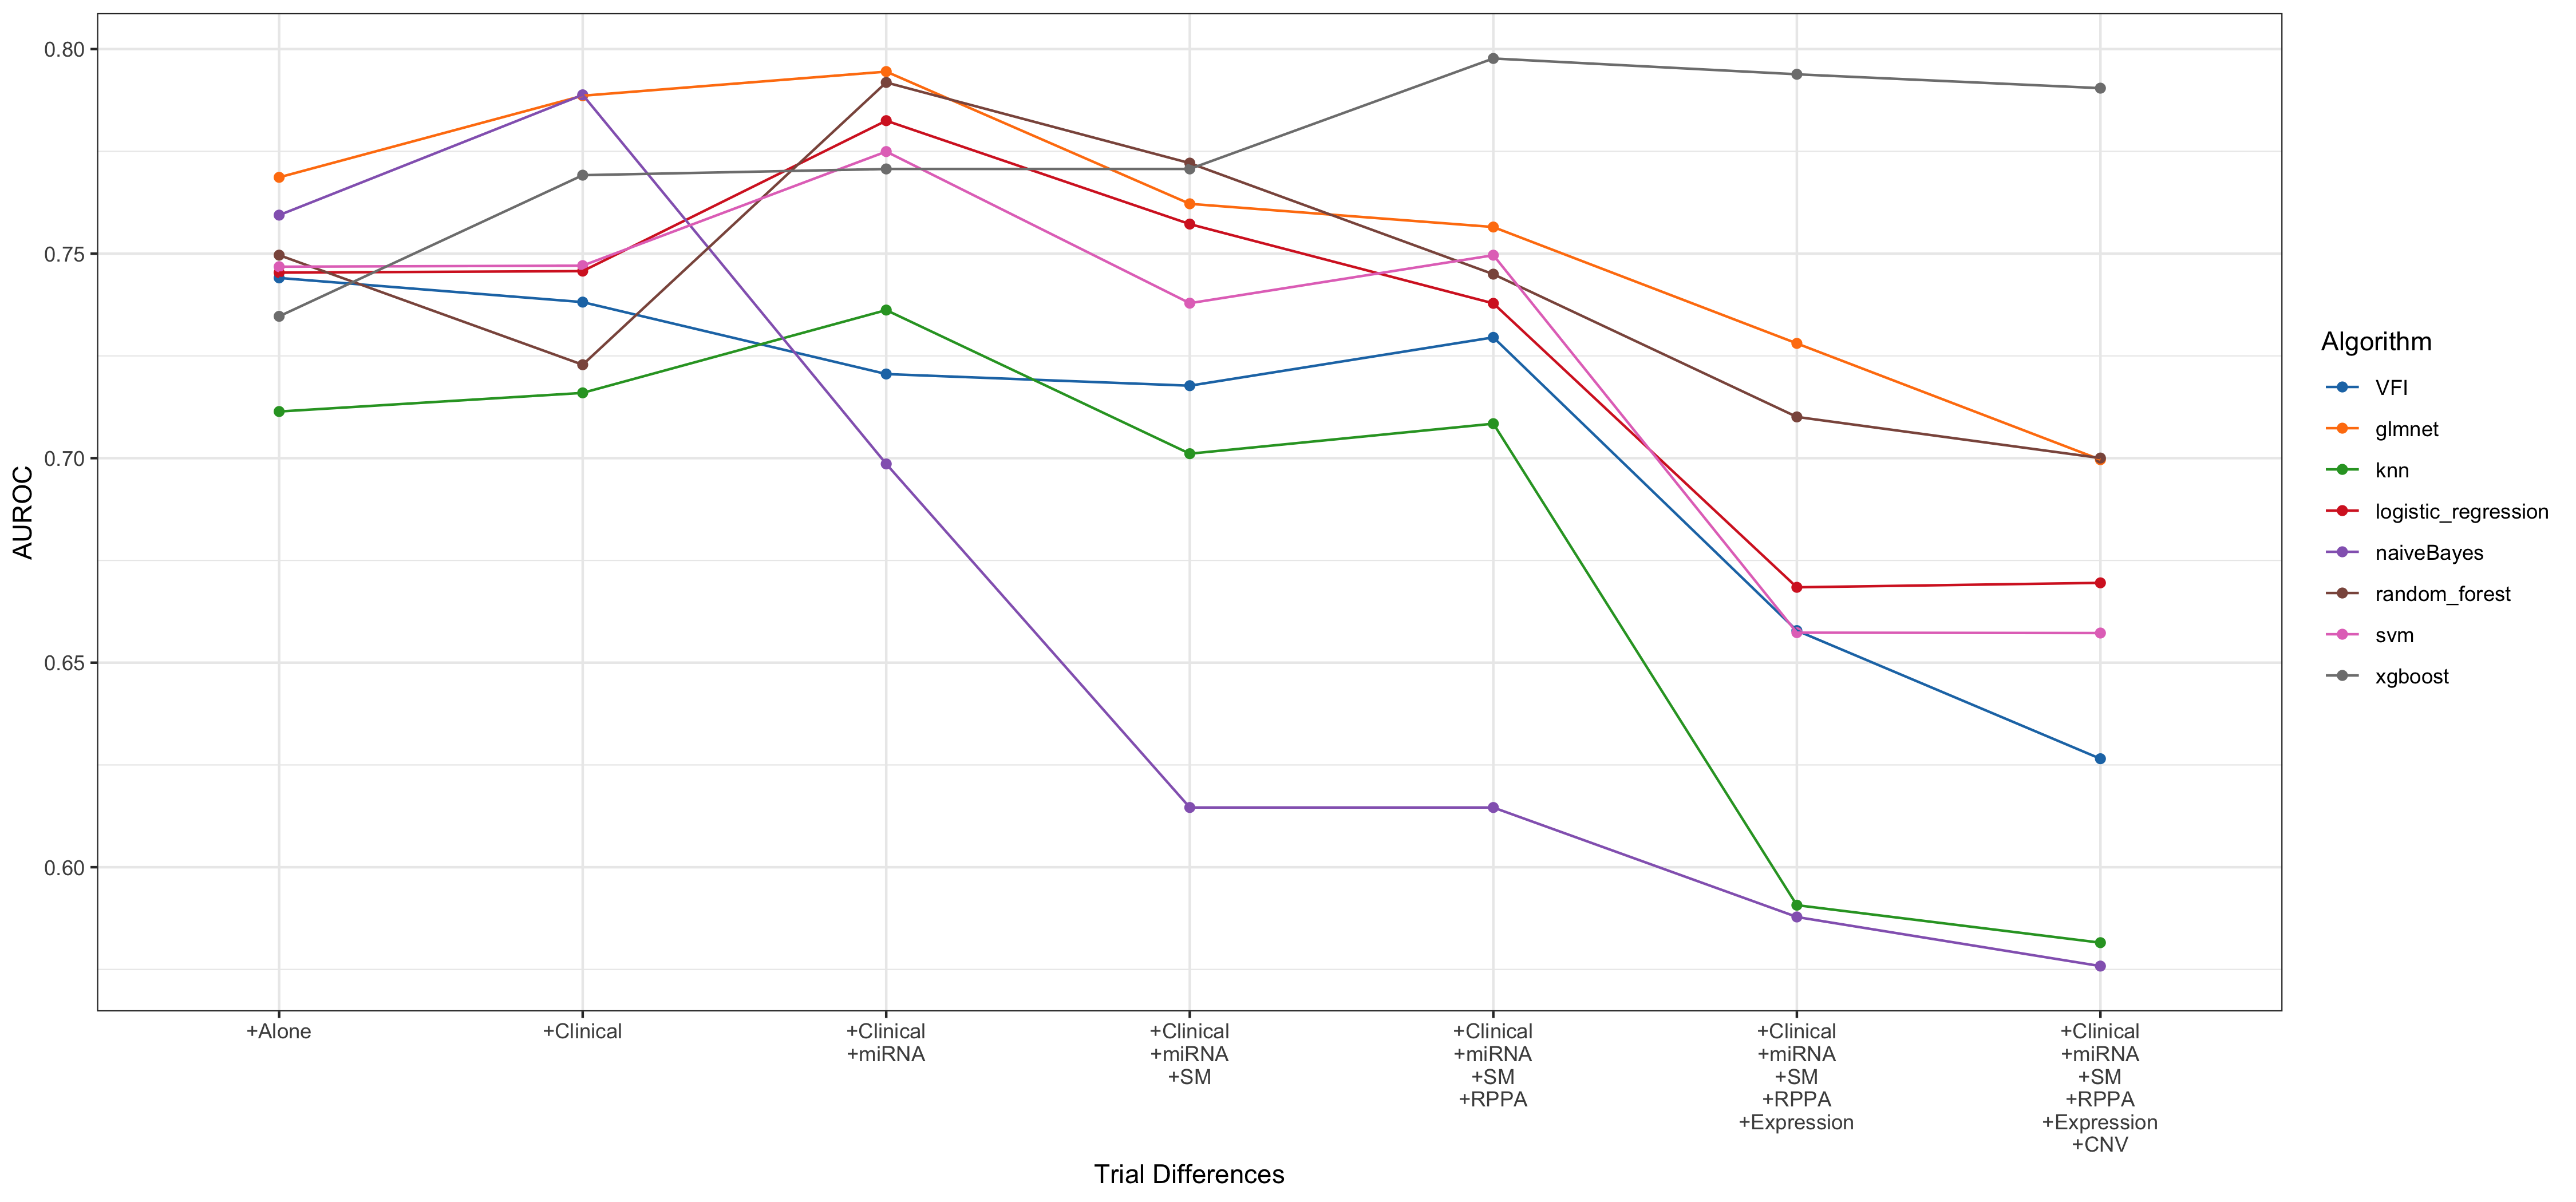 0.80
0.75
0.70
0.65
0.60
AUROC
+Alone
+Clinical
+Clinical
+miRNA
+Clinical
+miRNA
+SM
+Clinical
+miRNA
+SM
+RPPA
+Clinical
+miRNA
+SM
+RPPA
+Expression
+Clinical
+miRNA
+SM
+RPPA
+Expression
+CNV
Trial Differences
Algorithm
VFI
glmnet
knn
logistic_regression
naiveBayes
random_forest
svm
xgboost